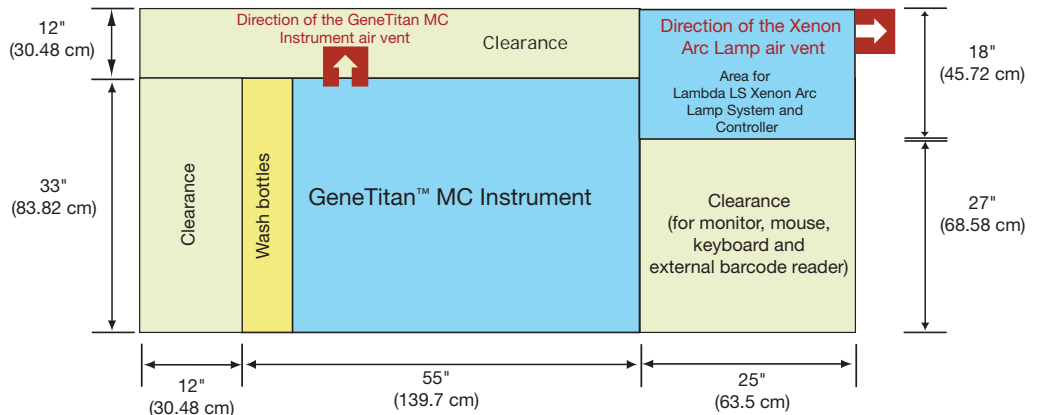 12"
(30.48 cm)
Direction of the GeneTitan MC
Instrument air vent
Clearance
Direction of the Xenon
Arc Lamp air vent
Area for
Lambda LS Xenon Arc
Lamp System and
Controller
18"
(45.72 cm)
33"
(83.82 cm)
Clearance
Wash bottles
GeneTitan™ MC Instrument
Clearance
(for monitor, mouse,
keyboard and
external barcode reader)
27"
(68.58 cm)
12"
(30.48 cm)
55"
(139.7 cm)
25"
(63.5 cm)